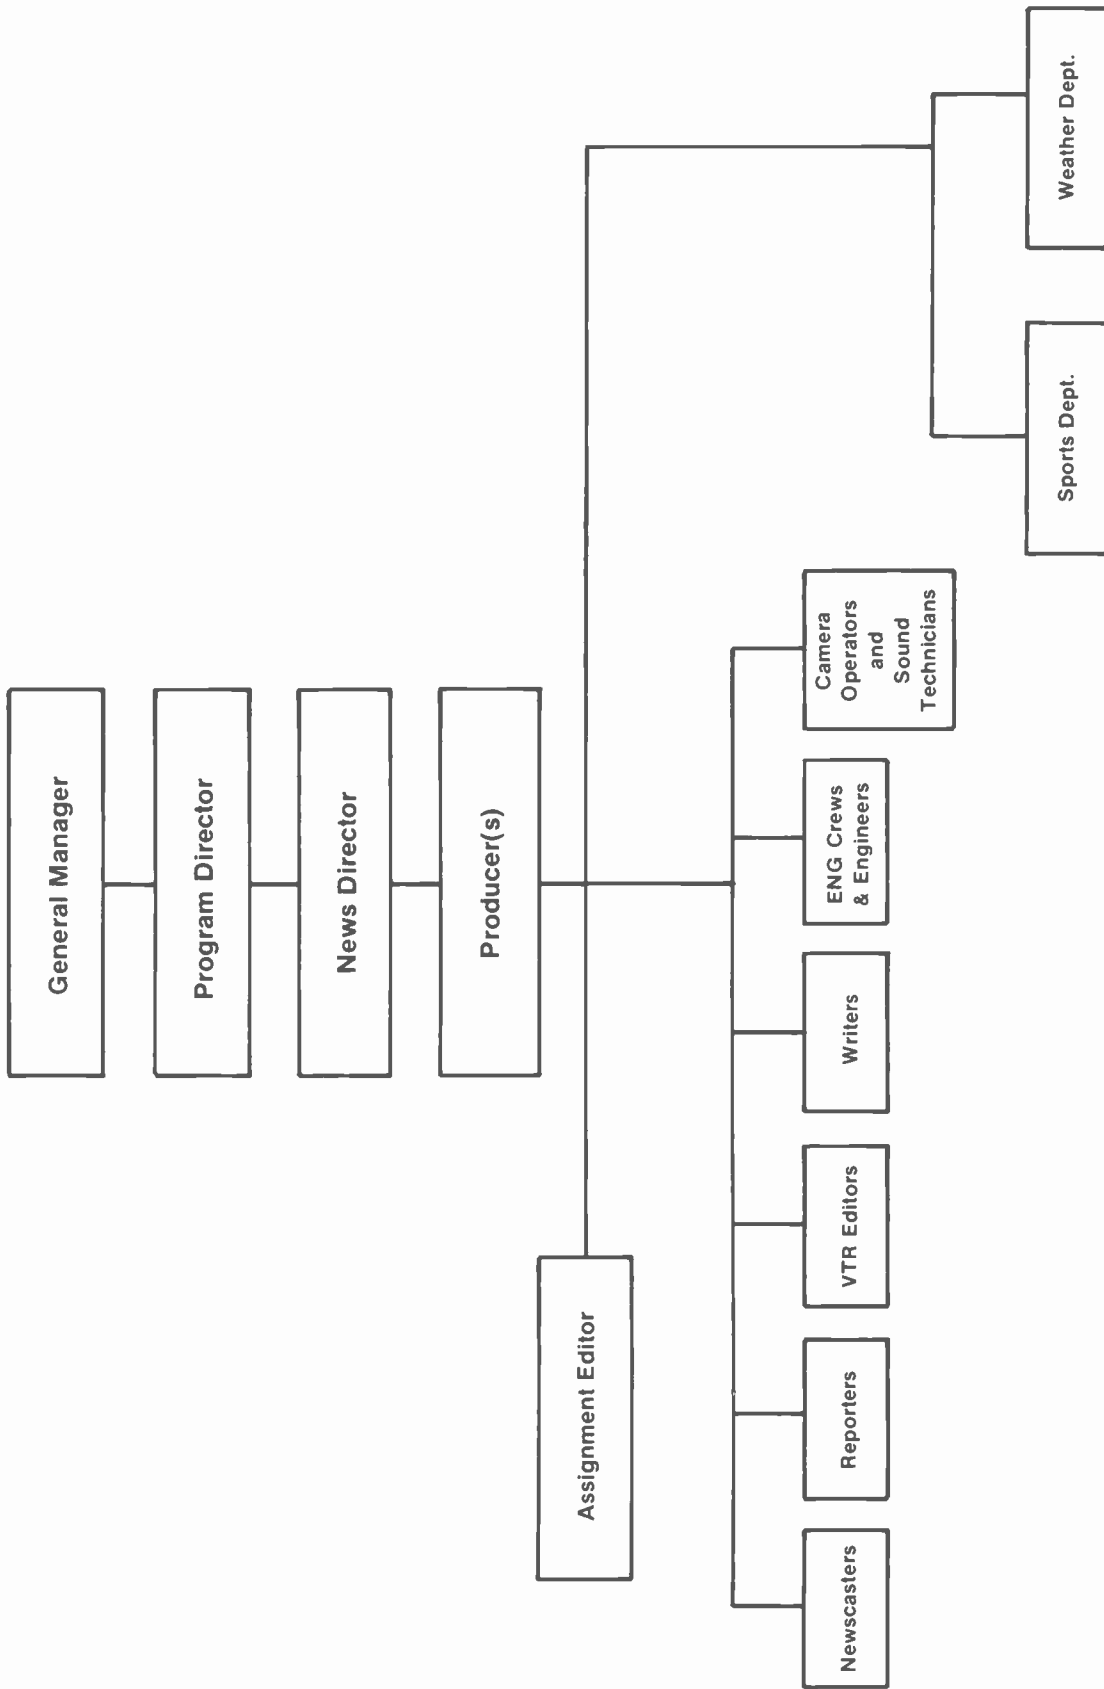 General Manager
Program Director
News Director
Producer(s)
Assignment Editor
Newscasters
Reporters
VTR Editors
Writers
ENG Crews
& Engineers
Camera
Operators
and
Sound
Technicians
Sports Dept.
Weather Dept.